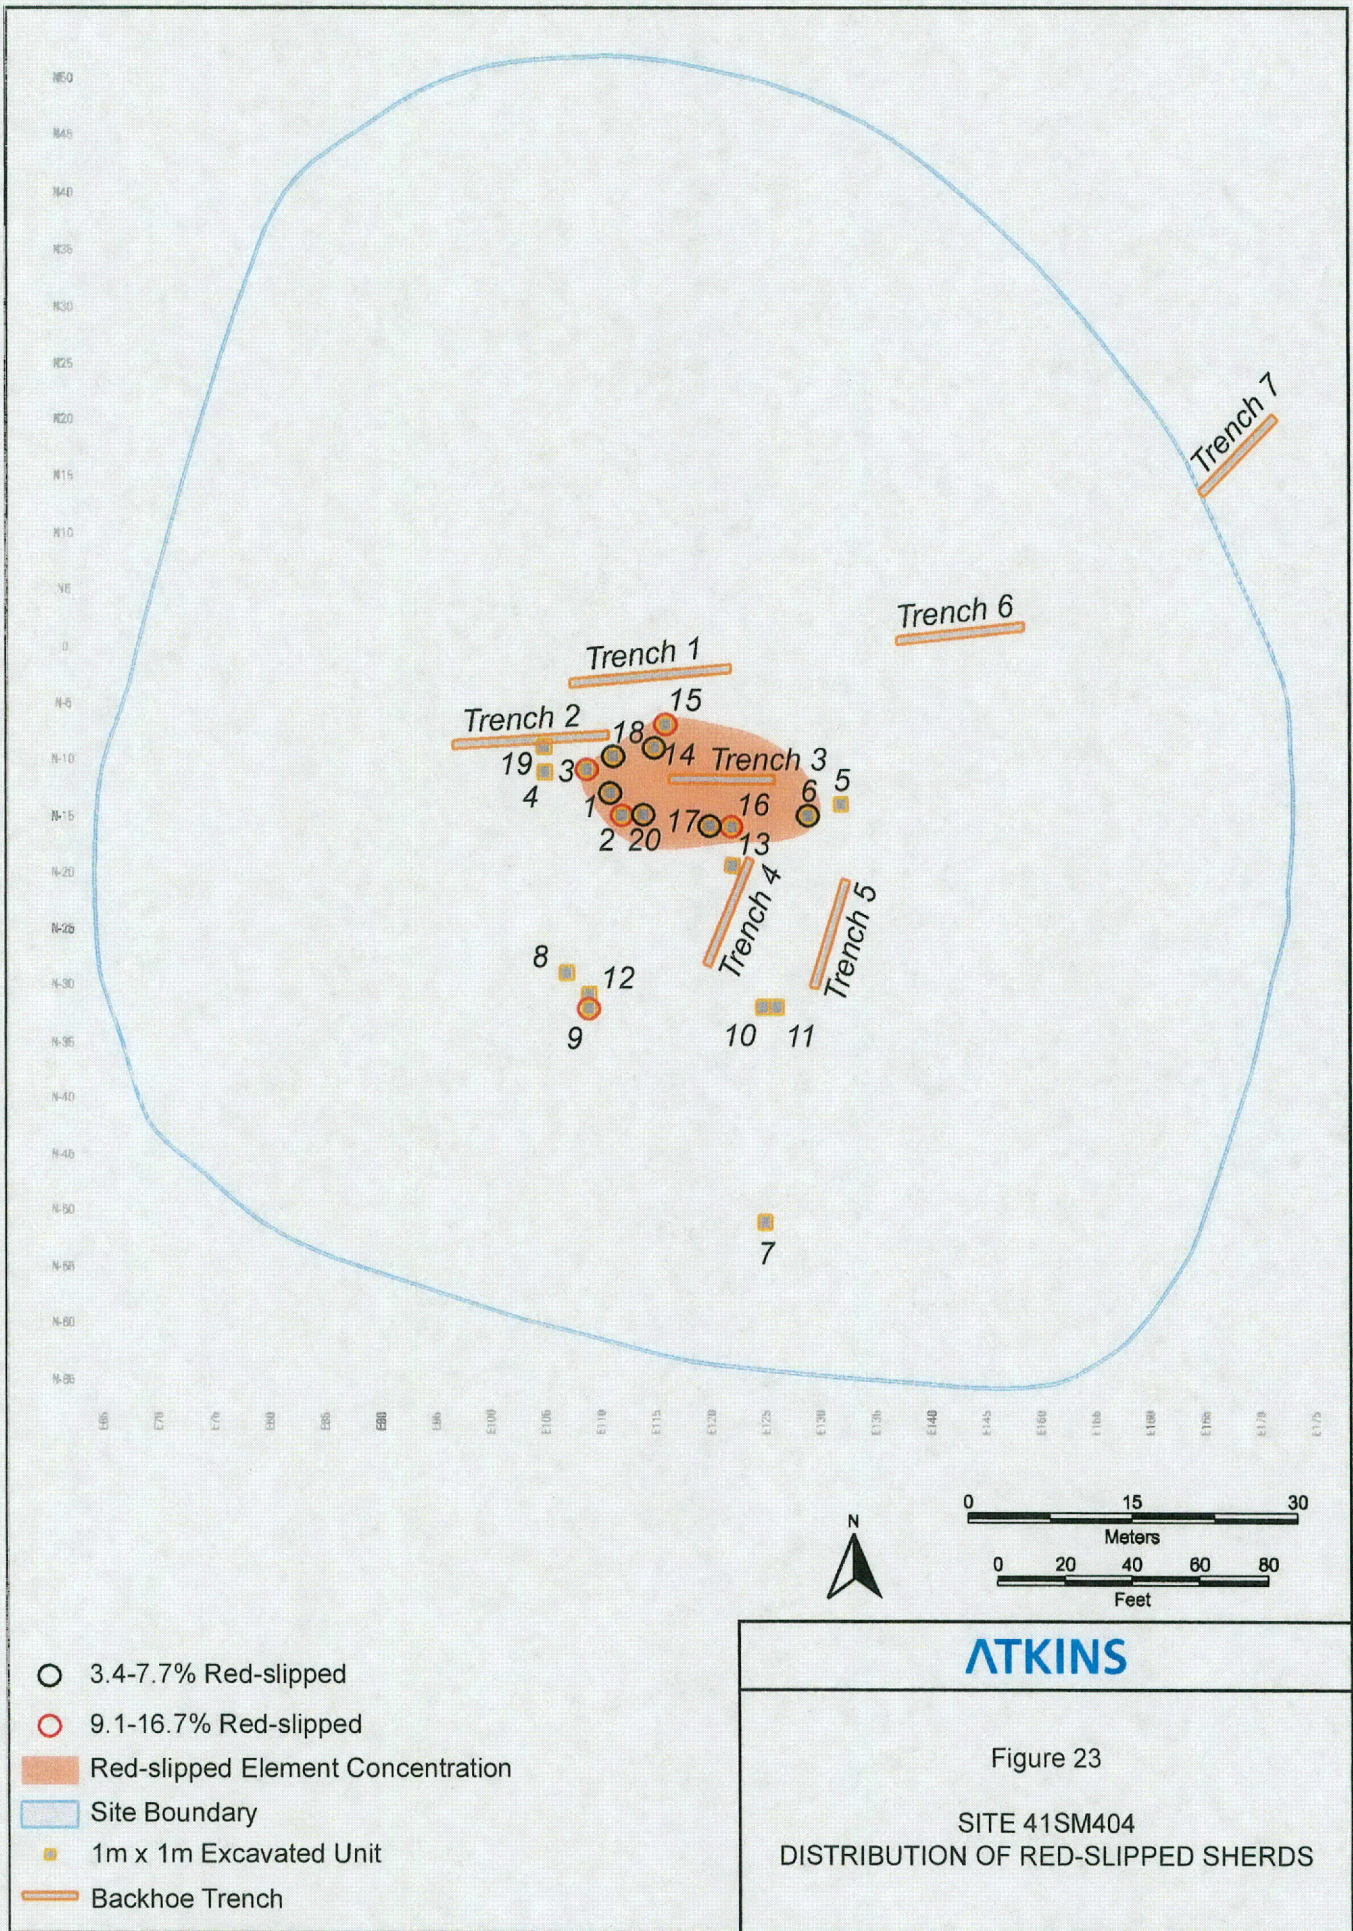 N50
N45
N40
N35
N30
N25
N20
N15
N10
N5
0
N-5
N-10
N-15
N-20
N-25
N-30
N-35
N-40
N-45
N-50
N-55
N-60
Trench 7
Trench 6
Trench 1
15
Trench 2
18
14
Trench 3
19
3
5
4
1
6
16
2
20
17
13
Trench 4
Trench 5
8
12
9
10
11
7
E70
E75
E80
E85
E100
E105
E110
E115
E120
E125
E130
E135
E140
E145
E170
E175
0 15 30
Meters
0 20 40 60 80
Feet
N
3.4-7.7% Red-slipped
9.1-16.7% Red-slipped
Red-slipped Element Concentration
Site Boundary
1m x 1m Excavated Unit
Backhoe Trench
ATKINS
Figure 23
SITE 41SM404
DISTRIBUTION OF RED-SLIPPED SHERDS